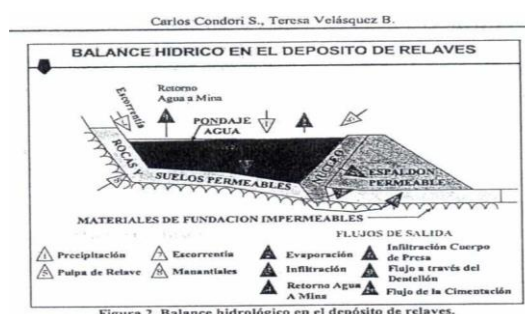 Carlos Condori S., Teresa Velásquez B.
BALANCE HIDRICO EN EL DEPOSITO DE RELAVES
Escorrentía
Retorno
Agua a Mina
PONDAJE
AGUA
ROCAS Y
SUELOS PERMEABLES
NUCLEO
ESPALDON
PERMEABLE
MATERIALES DE FUNDACION IMPERMEABLES
FLUJOS DE SALIDA
Precipitación
Escorrentia
Evaporación
Infiltración Cuerpo
de Presa
Pulpa de Relave
Manantiales
Infiltración
Flujo a través del
Dentellón
Retorno Agua
A Mina
Flujo de la Cimentación
Figura 2. Balance hidrológico en el depósito de relaves.